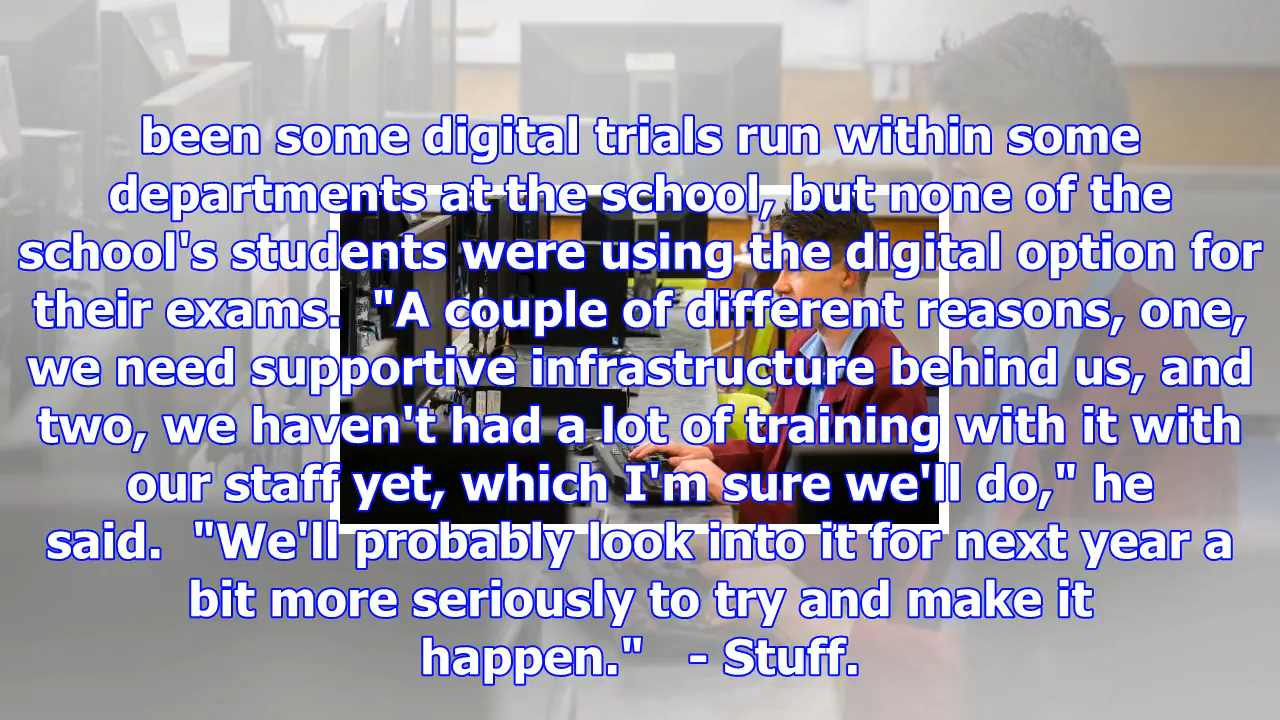 been some digital trials run within some
departments at the school, but none of the
school's students were using the digital option for
their exams.  "A couple of different reasons, one,
we need supportive infrastructure behind us, and
two, we haven't had a lot of training with it with
our staff yet, which I'm sure we'll do," he
said.  "We'll probably look into it for next year a
bit more seriously to try and make it
happen."   - Stuff.